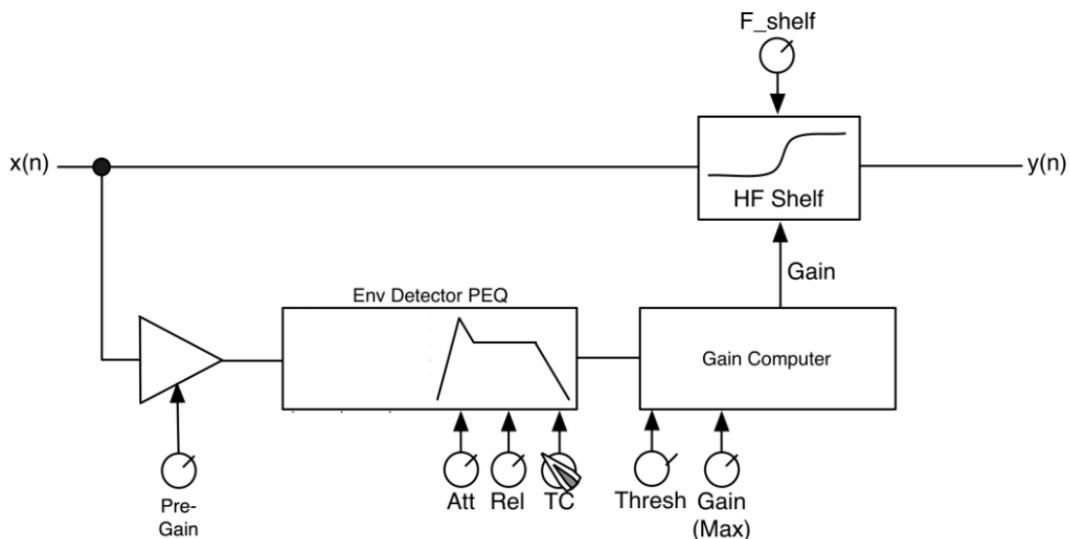 F_shelf
x(n)
y(n)
HF Shelf
Gain
Env Detector PEQ
Gain Computer
Att Rel TC Thresh Gain
(Max)
Pre-
Gain